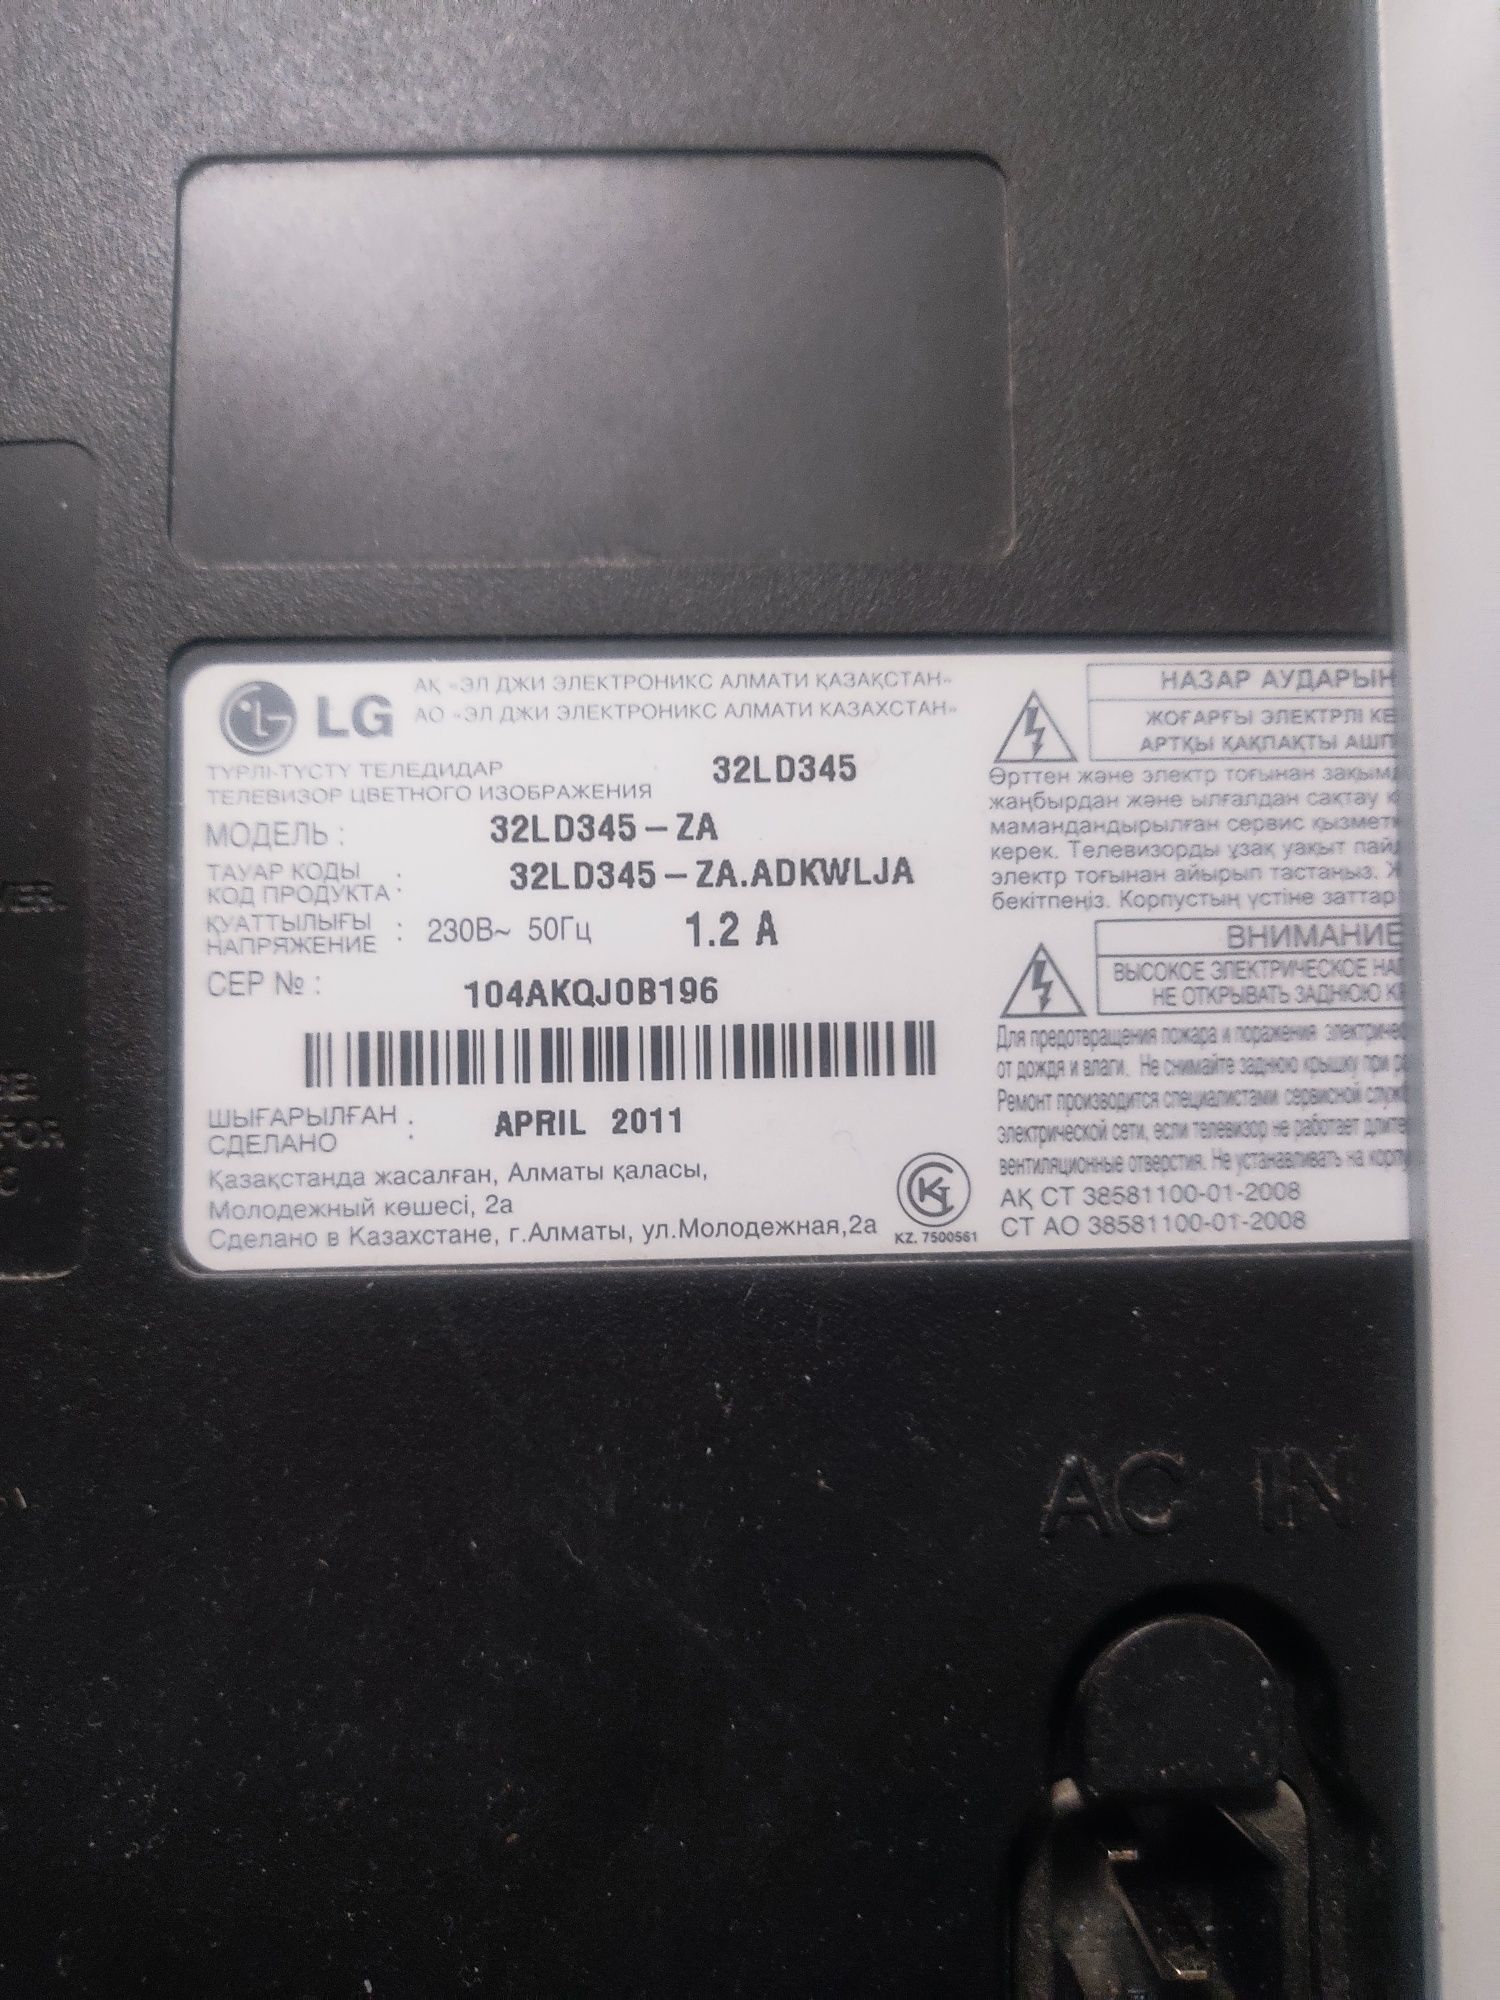 LG
АҚ «ЭЛ ДЖИ ЭЛЕКТРОНИКС АЛМАТИ ҚАЗАҚСТАН»
АО «ЭЛ ДЖИ ЭЛЕКТРОНИКС АЛМАТИ КАЗАХСТАН»
ТҮРЛІ-ТҮСТҮ ТЕЛЕДИДАР
ТЕЛЕВИЗОР ЦВЕТНОГО ИЗОБРАЖЕНИЯ
32LD345
МОДЕЛЬ : 32LD345-ZA
ТАУАР КОДЫ
КОД ПРОДУКТА : 32LD345-ZA.ADKWLJA
ҚУАТТЫЛЫҒЫ
НАПРЯЖЕНИЕ : 230В~ 50Гц 1.2 A
СЕР № : 104AKQJ0B196
ШЫҒАРЫЛҒАН
СДЕЛАНО : APRIL 2011
Қазақстанда жасалған, Алматы қаласы,
Молодежный көшесі, 2а
Сделано в Казахстане, г.Алматы, ул.Молодежная,2а
KZ. 7500561
НАЗАР АУДАРЫҢ
ЖОҒАРҒЫ ЭЛЕКТРЛІ КЕ
АРТҚЫ ҚАҚПАҚТЫ АШП
Өрттен және электр тоғынан зақым
жаңбырдан және ылғалдан сақтау к
мамандандырылған сервис қызмет
керек. Телевизорды ұзақ уақыт пай
электр тоғынан айырып тастаңыз. Ж
бекітпеңіз. Корпустың үстіне заттар
ВНИМАНИЕ
ВЫСОКОЕ ЭЛЕКТРИЧЕСКОЕ НА
НЕ ОТКРЫВАТЬ ЗАДНЮЮ К
Для предотвращения пожара и поражения электриче
от дождя и влаги. Не снимайте заднюю крышку при р
Ремонт производится специалистами сервисной служ
электрической сети, если телевизор не работает длите
вентиляционные отверстия. Не устанавливать на корпу
АҚ СТ 38581100-01-2008
СТ АО 38581100-01-2008
AC IN
VER.
FOR